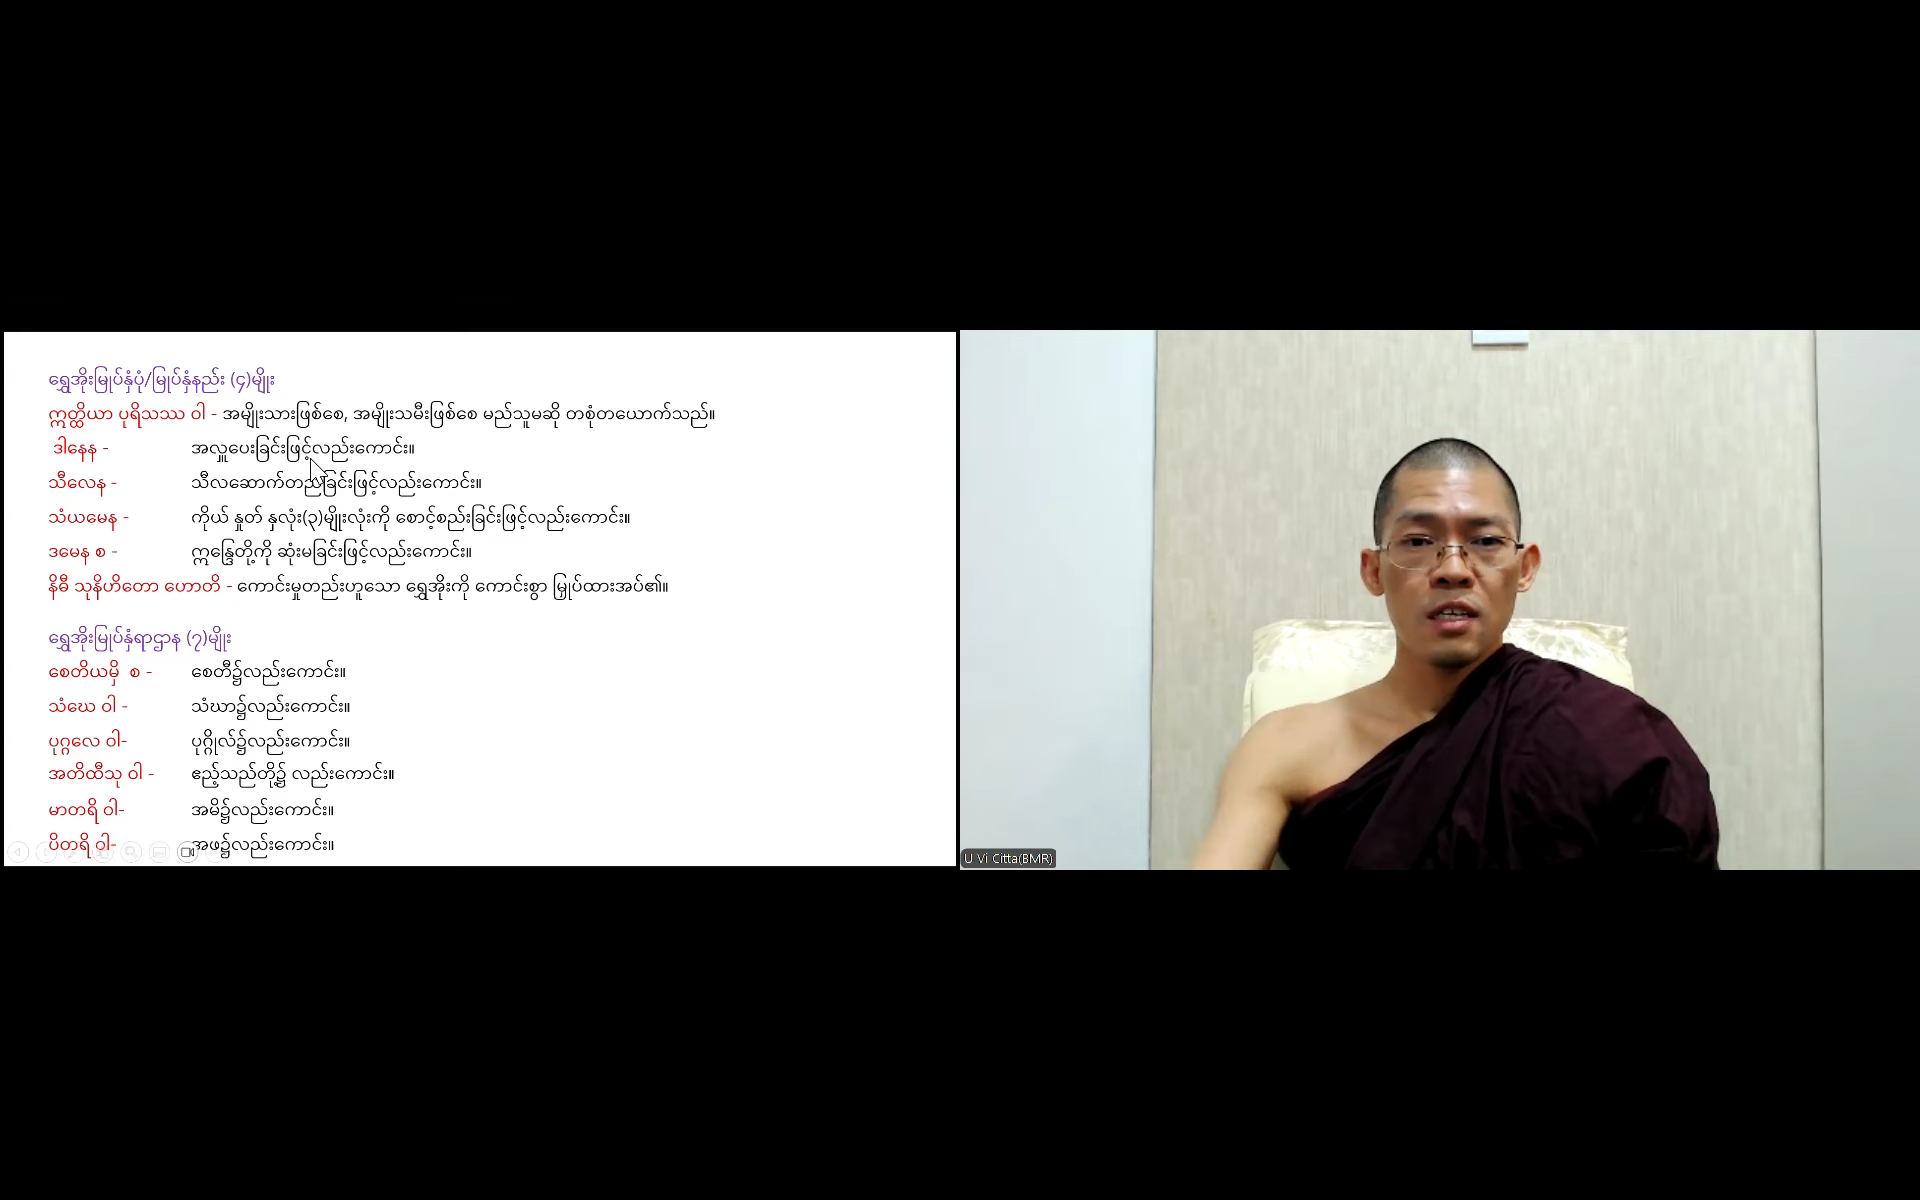 ရွှေအိုးမြှုပ်နှံပုံ/မြှုပ်နှံနည်း (၄)မျိုး
ဣတ္ထိယာ ပုရိသဿ ဝါ - အမျိုးသားဖြစ်စေ, အမျိုးသမီးဖြစ်စေ မည်သူမဆို တစုံတယောက်သည်။
ဒါနေန - အလှူပေးခြင်းဖြင့်လည်းကောင်း။
သီလေန - သီလဆောက်တည်ခြင်းဖြင့်လည်းကောင်း။
သံယမေန - ကိုယ် နှုတ် နှလုံး(၃)မျိုးလုံးကို စောင့်စည်းခြင်းဖြင့်လည်းကောင်း။
ဒမေန စ - ဣန္ဒြေတို့ကို ဆုံးမခြင်းဖြင့်လည်းကောင်း။
နိဓီ သုနိဟိတော ဟောတိ - ကောင်းမှုတည်းဟူသော ရွှေအိုးကို ကောင်းစွာ မြှုပ်ထားအပ်၏။
ရွှေအိုးမြှုပ်နှံရာဌာန (၇)မျိုး
စေတိယမှိ စ - စေတီ၌လည်းကောင်း။
သံဃေ ဝါ - သံဃာ၌လည်းကောင်း။
ပုဂ္ဂလေ ဝါ- ပုဂ္ဂိုလ်၌လည်းကောင်း။
အတိထီသု ဝါ - ဧည့်သည်တို့၌ လည်းကောင်း။
မာတရိ ဝါ- အမိ၌လည်းကောင်း။
ပိတရိ ဝါ- အဖ၌လည်းကောင်း။
U Vi Citta(BMR)